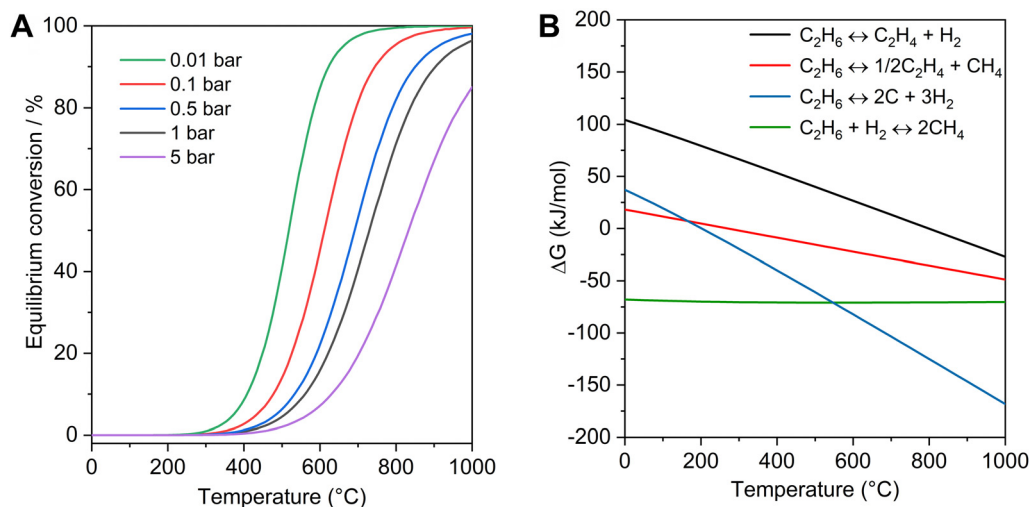 A
100
80
60
40
20
0
Equilibrium conversion / %
0.01 bar
0.1 bar
0.5 bar
1 bar
5 bar
0 200 400 600 800 1000
Temperature (°C)
B
200
150
100
50
0
-50
-100
-150
-200
ΔG (kJ/mol)
C₂H₆ ↔ C₂H₄ + H₂
C₂H₆ ↔ 1/2C₂H₄ + CH₄
C₂H₆ ↔ 2C + 3H₂
C₂H₆ + H₂ ↔ 2CH₄
0 200 400 600 800 1000
Temperature (°C)